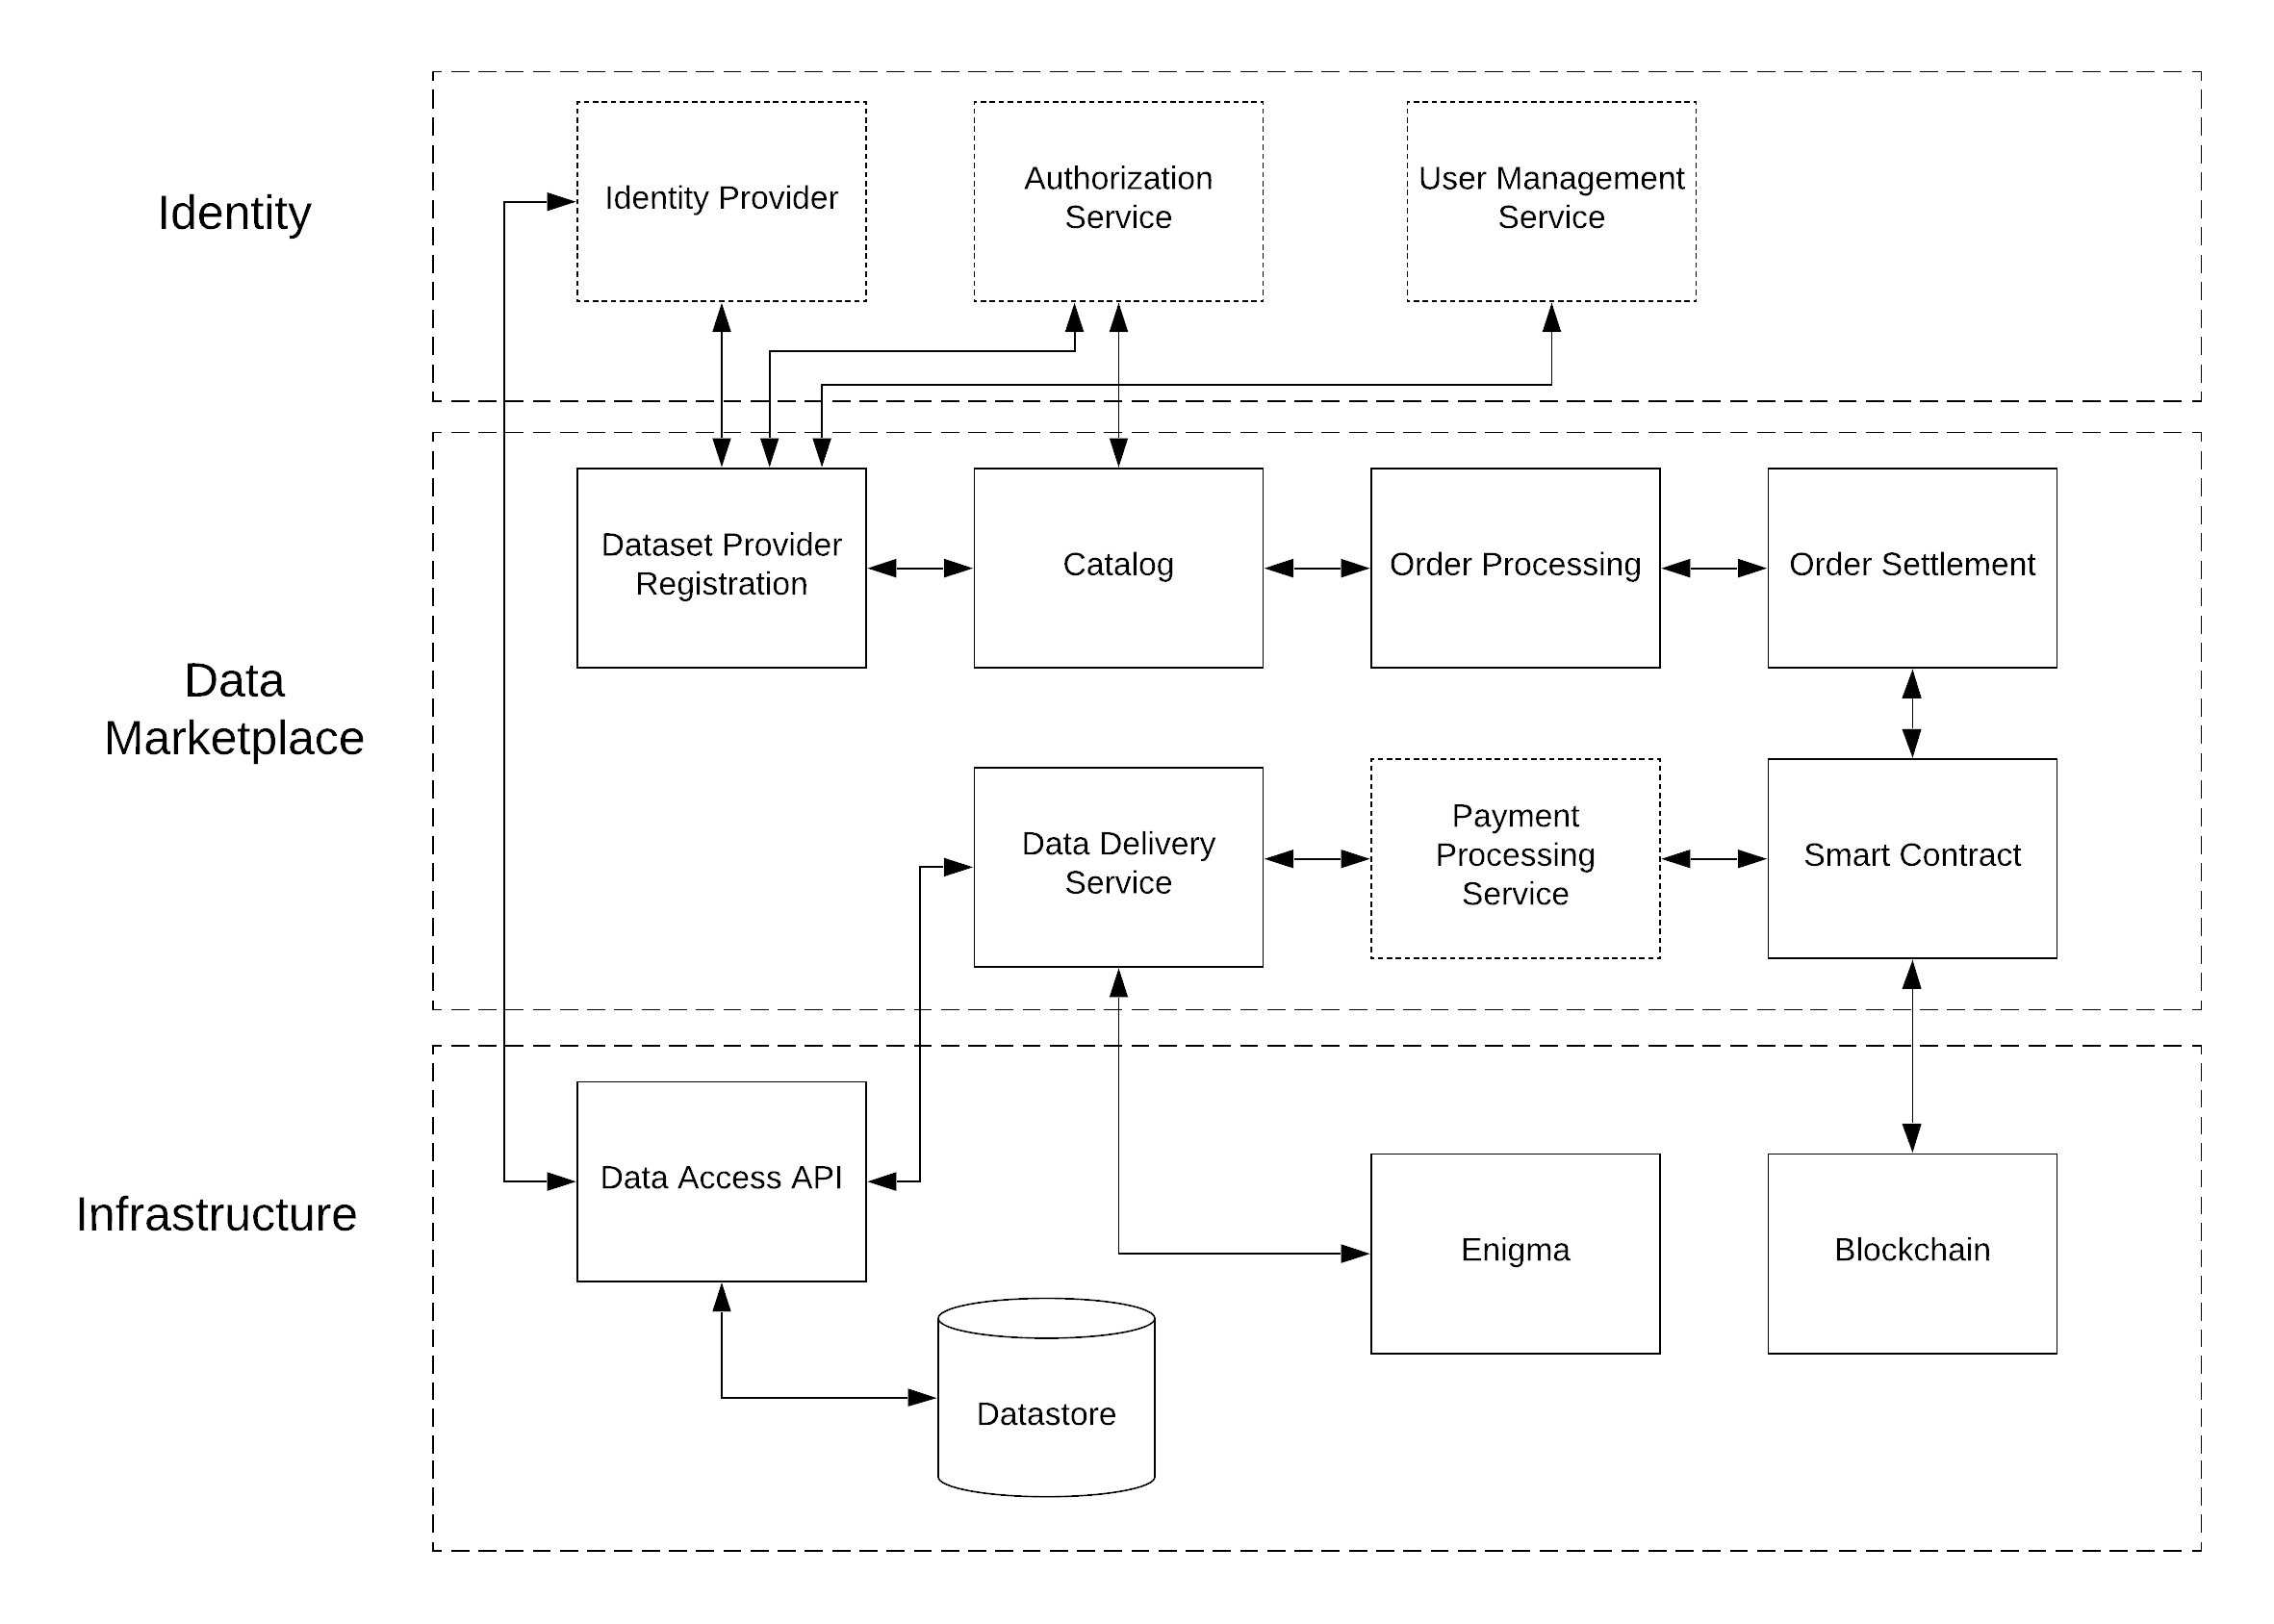 Identity
Identity Provider
Authorization
Service
User Management
Service
Data
Marketplace
Dataset Provider
Registration
Catalog
Order Processing
Order Settlement
Data Delivery
Service
Payment
Processing
Service
Smart Contract
Infrastructure
Data Access API
Enigma
Blockchain
Datastore